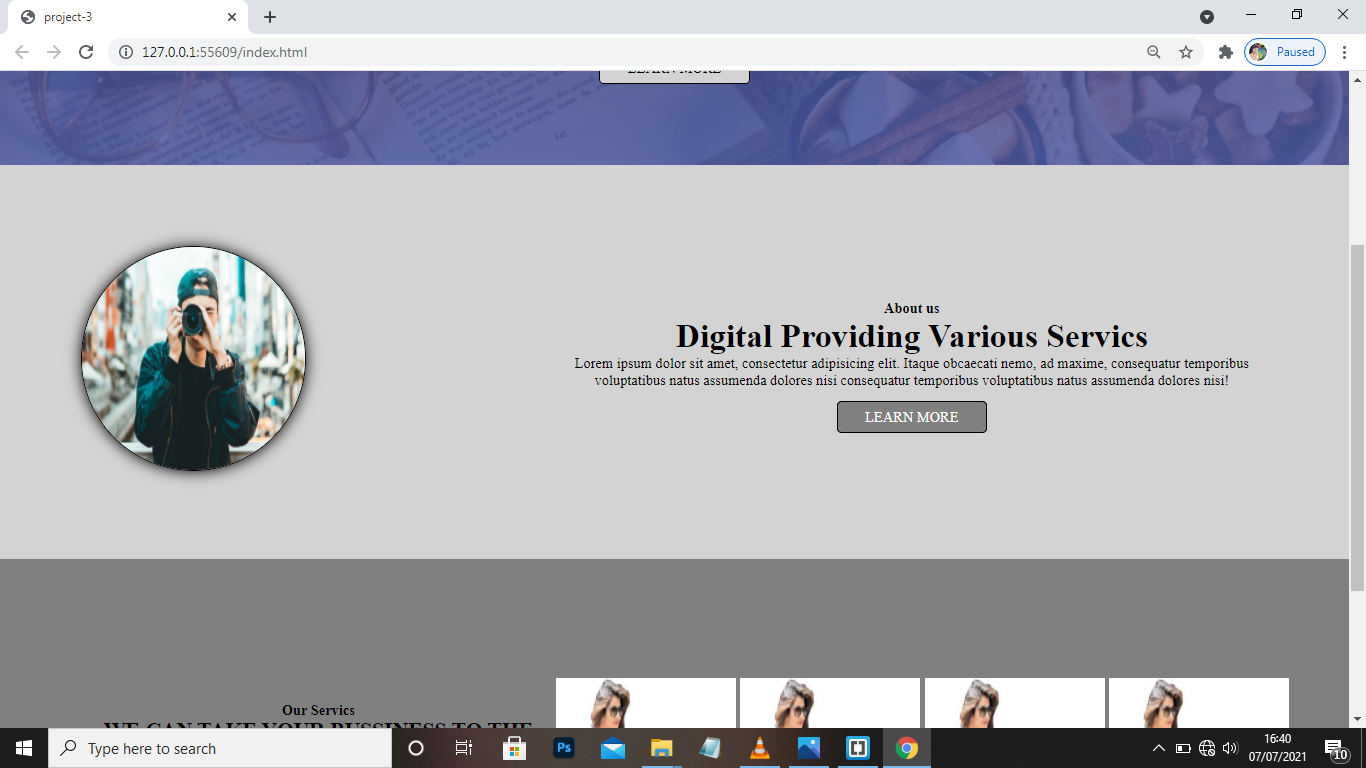 project-3
127.0.0.1:55609/index.html
Paused
LEARN MORE
147
About us
Digital Providing Various Servics
Lorem ipsum dolor sit amet, consectetur adipisicing elit. Itaque obcaecati nemo, ad maxime, consequatur temporibus
voluptatibus natus assumenda dolores nisi consequatur temporibus voluptatibus natus assumenda dolores nisi!
LEARN MORE
Our Servics
WE CAN TAKE YOUR BUSSINESS TO THE
Type here to search
Ps
16:40
07/07/2021
10